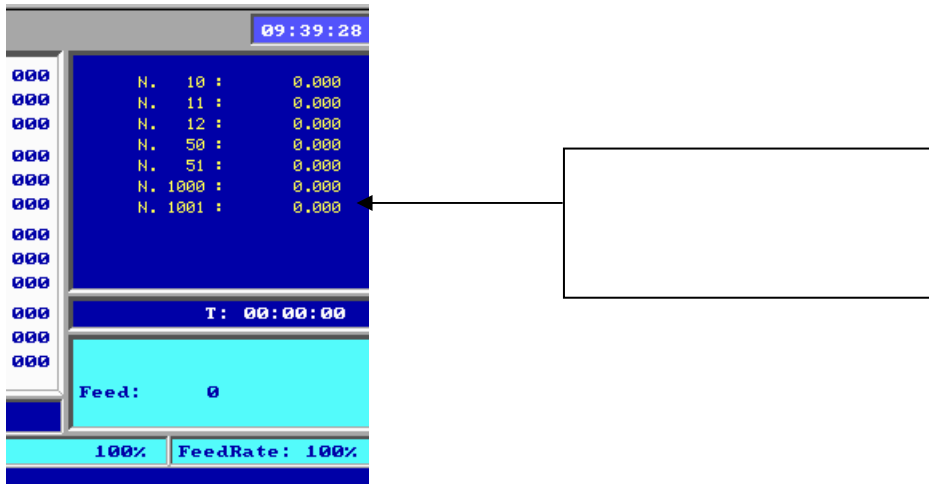 09:39:28
000
000
000
000
000
000
000
000
000
000
000
000
N. 10 : 0.000
N. 11 : 0.000
N. 12 : 0.000
N. 50 : 0.000
N. 51 : 0.000
N. 1000 : 0.000
N. 1001 : 0.000
T: 00:00:00
Feed: 0
100% FeedRate: 100%